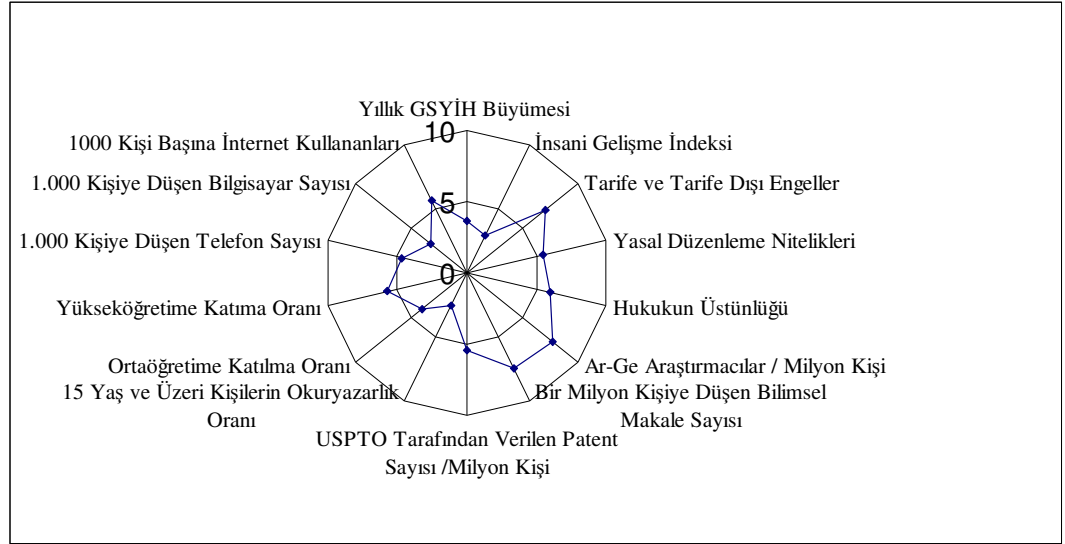 Yıllık GSYİH Büyümesi
10
1000 Kişi Başına İnternet Kullananları
İnsani Gelişme İndeksi
1.000 Kişiye Düşen Bilgisayar Sayısı
Tarife ve Tarife Dışı Engeller
5
1.000 Kişiye Düşen Telefon Sayısı
Yasal Düzenleme Nitelikleri
0
Yükseköğretime Katıma Oranı
Hukukun Üstünlüğü
Ortaöğretime Katılma Oranı
Ar-Ge Araştırmacılar / Milyon Kişi
15 Yaş ve Üzeri Kişilerin Okuryazarlık
Oranı
Bir Milyon Kişiye Düşen Bilimsel
Makale Sayısı
USPTO Tarafından Verilen Patent
Sayısı /Milyon Kişi